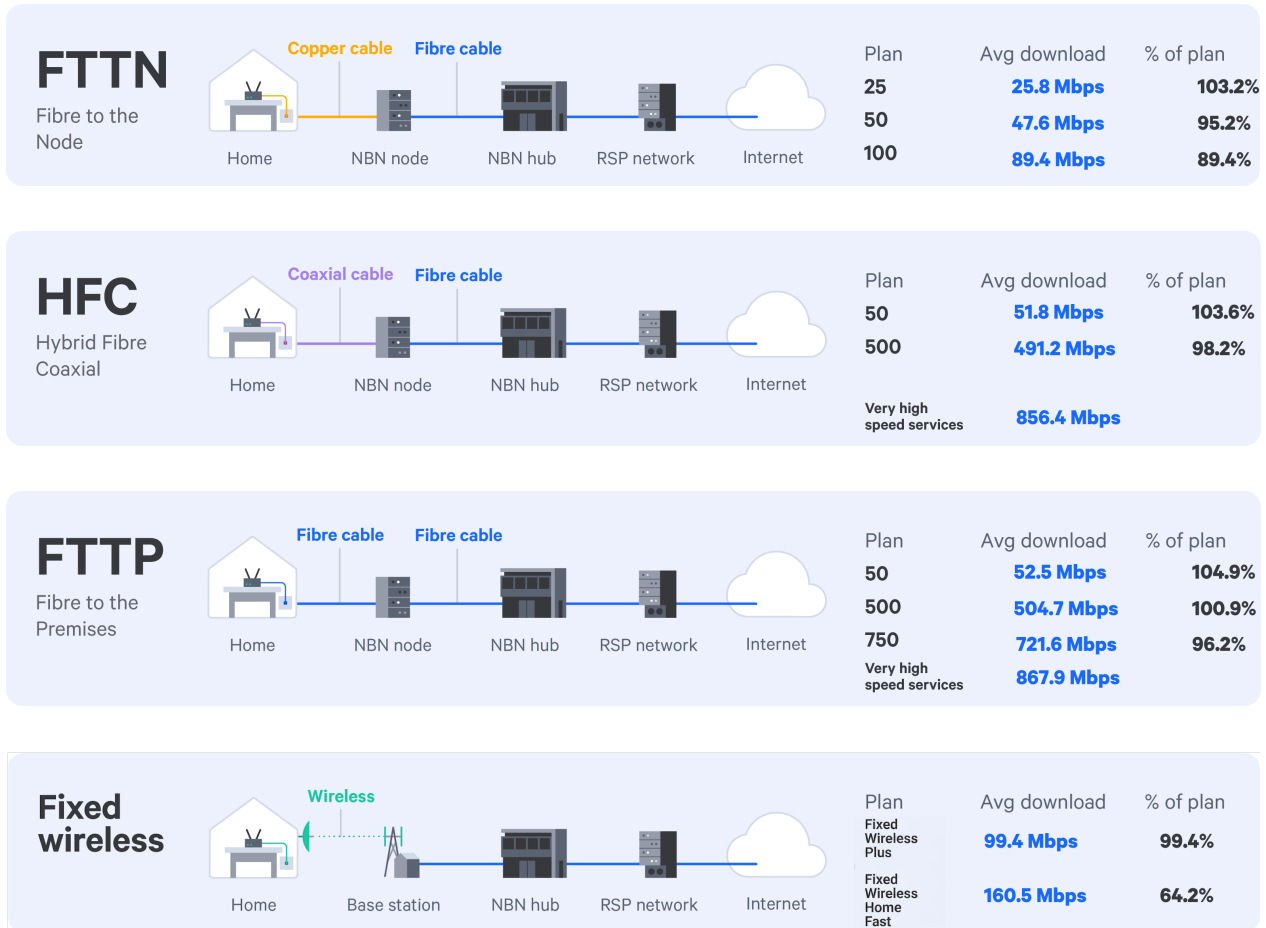 FTTN
Fibre to the
Node
Copper cable
Fibre cable
Home
NBN node
NBN hub
RSP network
Internet
Plan Avg download % of plan
25 25.8 Mbps 103.2%
50 47.6 Mbps 95.2%
100 89.4 Mbps 89.4%
HFC
Hybrid Fibre
Coaxial
Coaxial cable
Fibre cable
Home
NBN node
NBN hub
RSP network
Internet
Plan Avg download % of plan
50 51.8 Mbps 103.6%
500 491.2 Mbps 98.2%
Very high
speed services
856.4 Mbps
FTTP
Fibre to the
Premises
Fibre cable
Fibre cable
Home
NBN node
NBN hub
RSP network
Internet
Plan Avg download % of plan
50 52.5 Mbps 104.9%
500 504.7 Mbps 100.9%
750 721.6 Mbps 96.2%
Very high
speed services
867.9 Mbps
Fixed
wireless
Wireless
Home
Base station
NBN hub
RSP network
Internet
Plan Avg download % of plan
Fixed
Wireless
Plus
99.4 Mbps 99.4%
Fixed
Wireless
Home
Fast
160.5 Mbps 64.2%